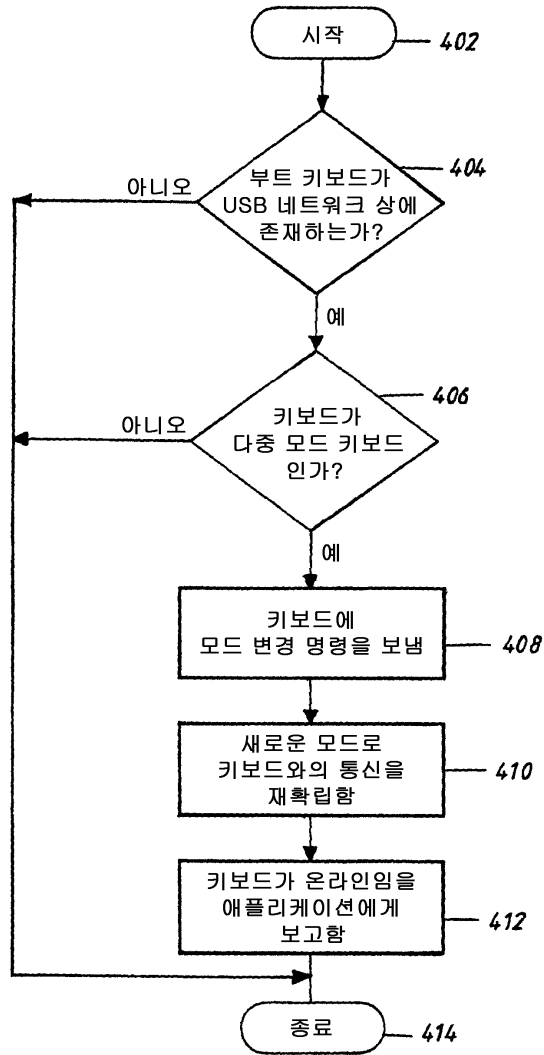 시작
402
부트 키보드가
404
아니오
USB 네트워크 상에
존재하는가?
예
406
키보드가
아니오
다중 모드 키보드
인가?
예
키보드에
모드 변경 명령을 보냄
408
새로운 모드로
키보드와의 통신을
410
재확립함
키보드가 온라인임을
애플리케이션에게
412
보고함
종료
414